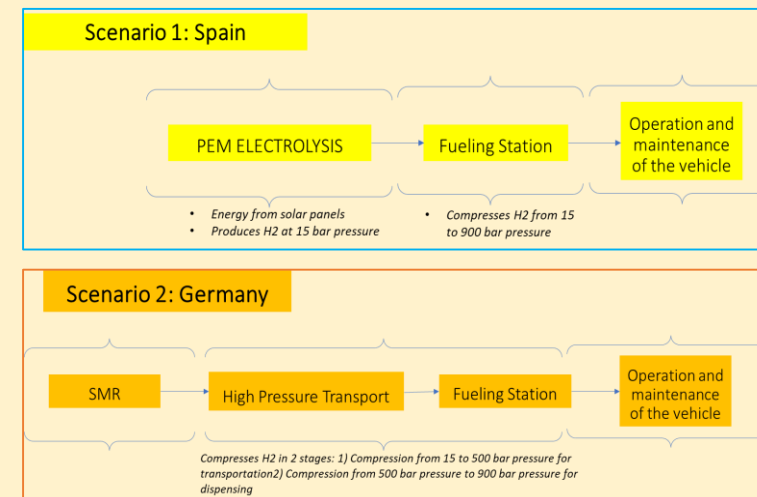 Scenario 1: Spain
PEM ELECTROLYSIS
Fueling Station
Operation and
maintenance
of the vehicle
• Energy from solar panels
• Produces H2 at 15 bar pressure
• Compresses H2 from 15
to 900 bar pressure
Scenario 2: Germany
SMR
High Pressure Transport
Fueling Station
Operation and
maintenance
of the vehicle
Compresses H2 in 2 stages: 1) Compression from 15 to 500 bar pressure for
transportation2) Compression from 500 bar pressure to 900 bar pressure for
dispensing